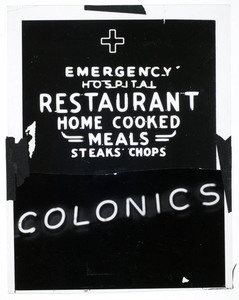 EMERGENCY
HOSPITAL
RESTAURANT
HOME COOKED
MEALS
STEAKS CHOPS
COLONICS